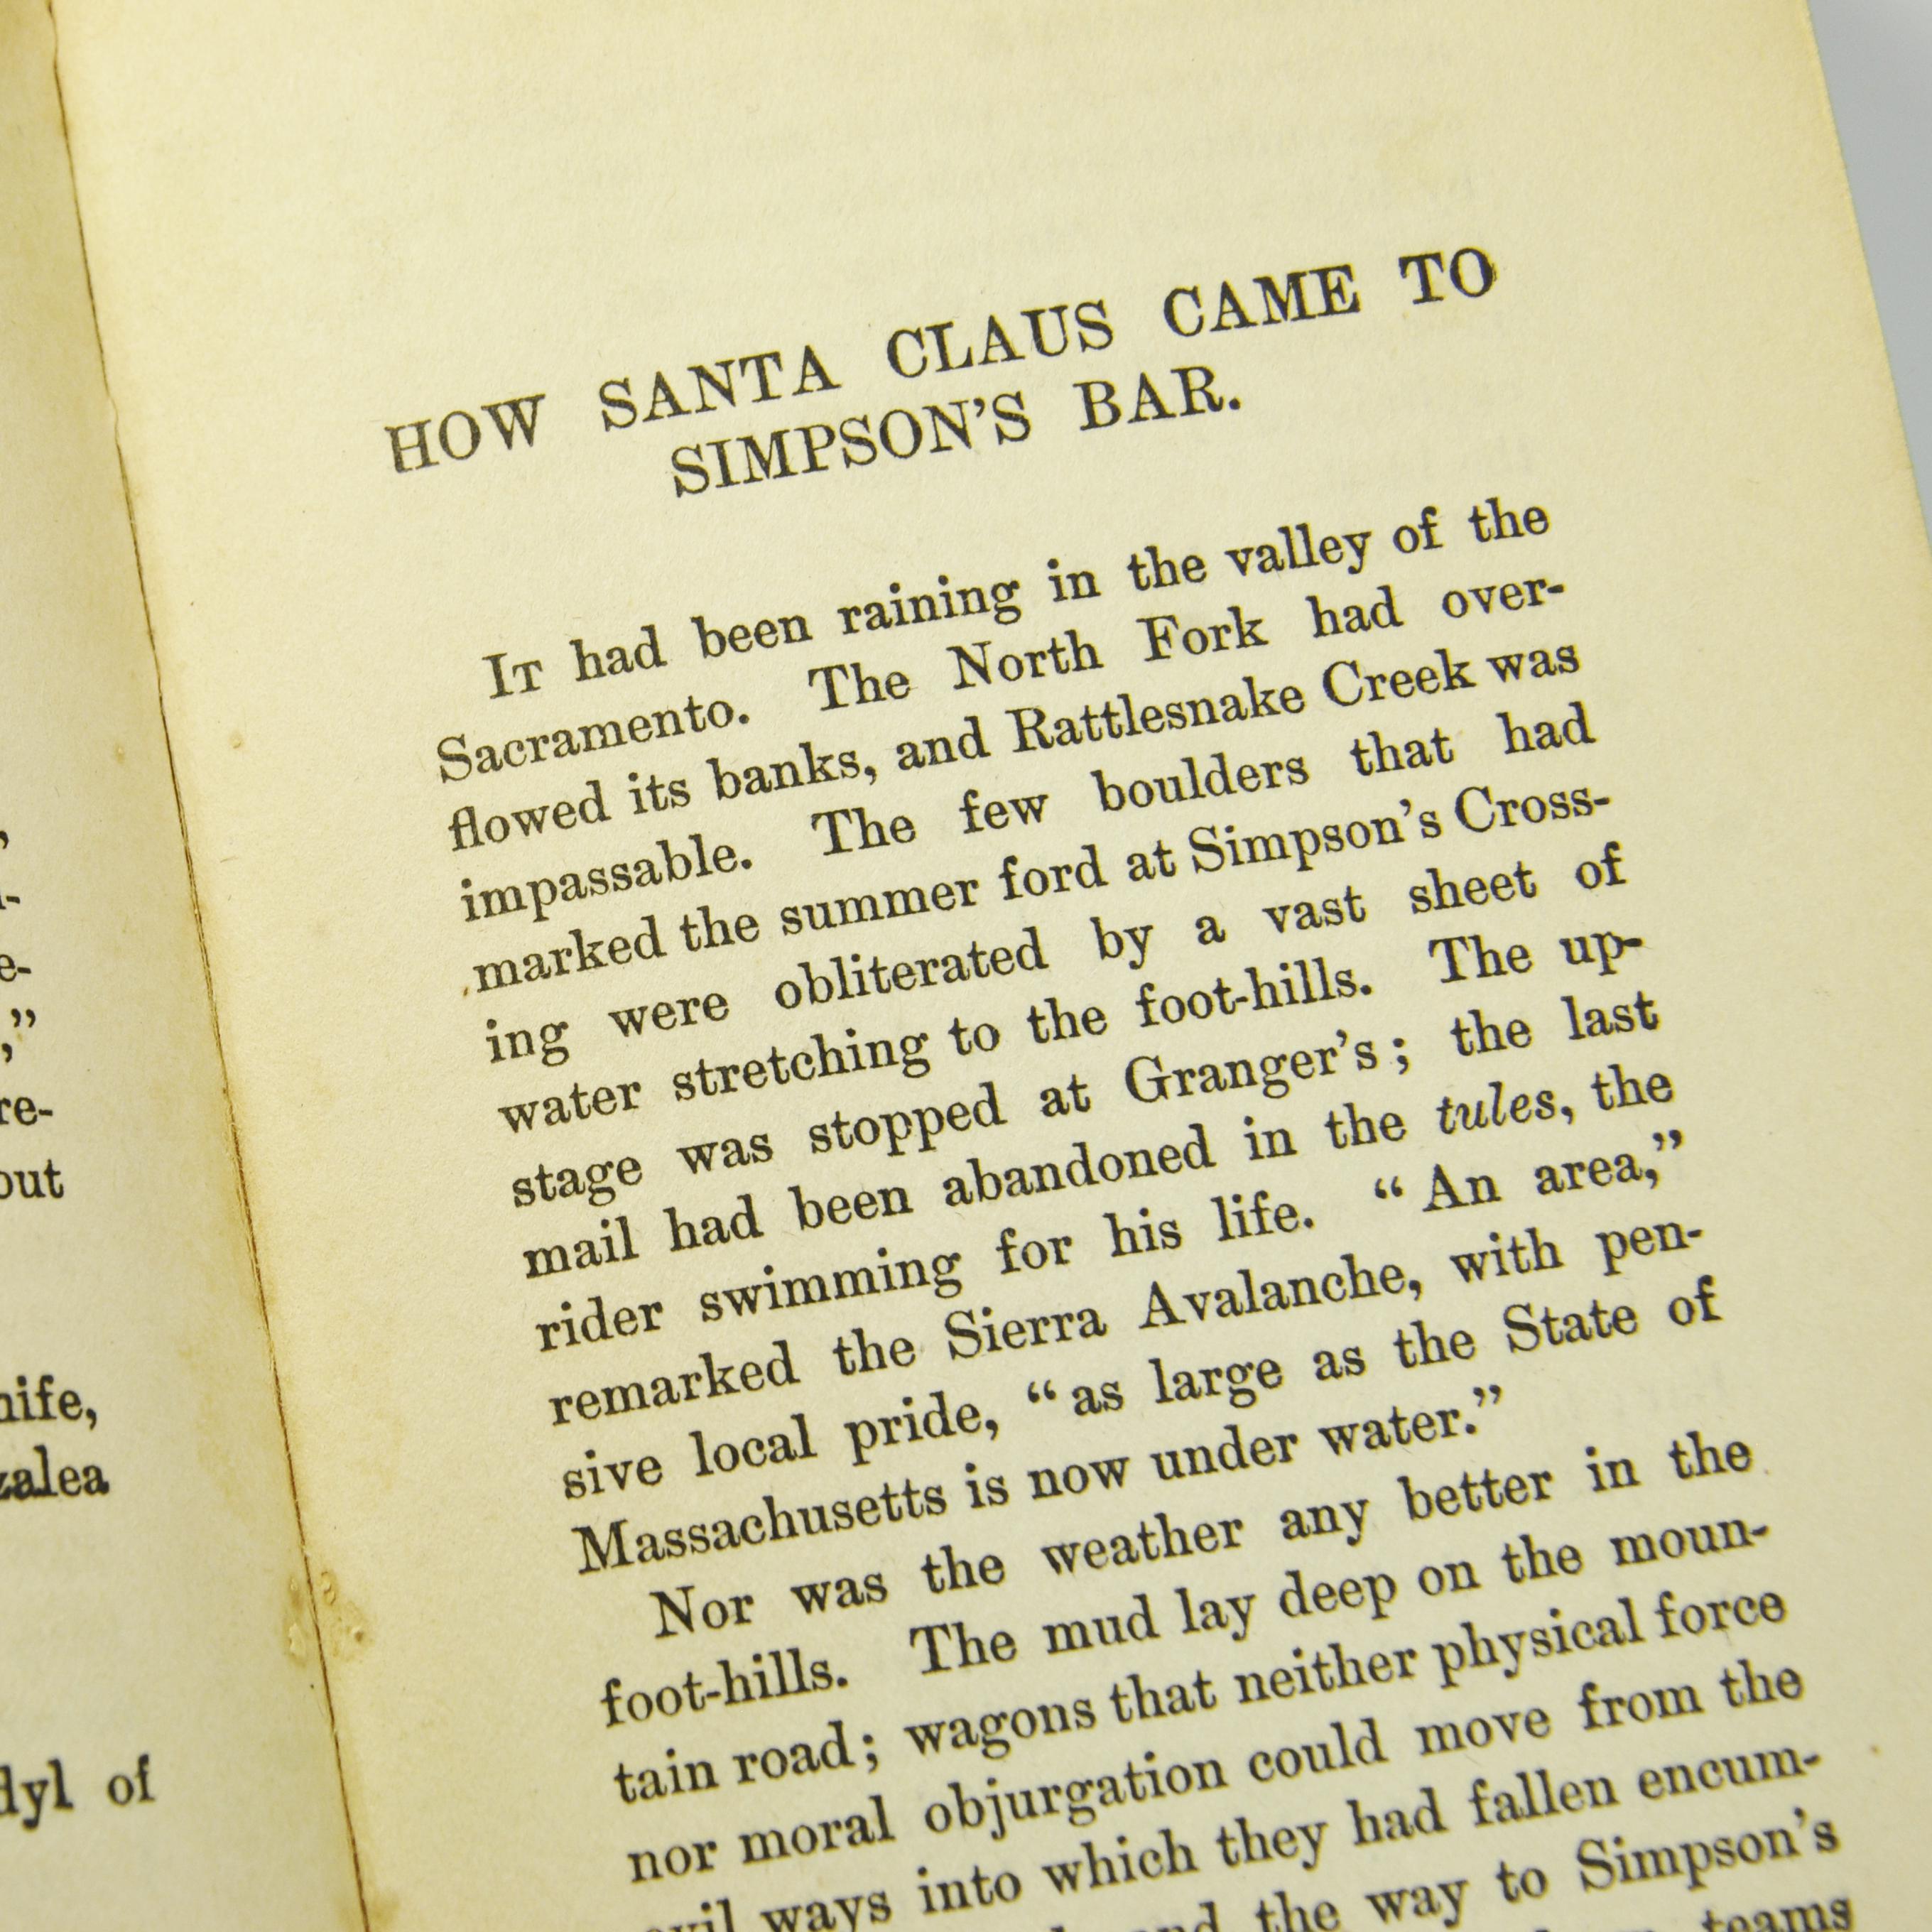 HOW SANTA CLAUS CAME TO
SIMPSON'S BAR.
IT had been raining in the valley of the
Sacramento. The North Fork had over-
flowed its banks, and Rattlesnake Creek was
impassable. The few boulders that had
marked the summer ford at Simpson's Cross-
ing were obliterated by a vast sheet of
water stretching to the foot-hills. The up-
stage was stopped at Granger's; the last
mail had been abandoned in the tules, the
rider swimming for his life. “An area,”
remarked the Sierra Avalanche, with pen-
sive local pride, “as large as the State of
Massachusetts is now under water.”
Nor was the weather any better in the
foot-hills. The mud lay deep on the moun-
tain road; wagons that neither physical force
nor moral objurgation could move from the
evil ways into which they had fallen encum-
the way to Simpson's
teams